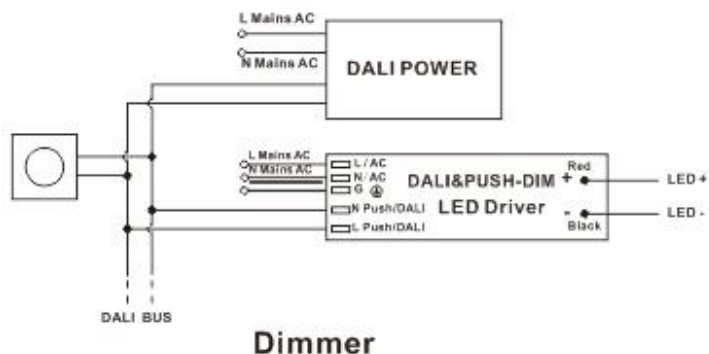 L Mains AC
N Mains AC
DALI POWER
L Mains AC
N Mains AC
L/AC
N/AC
G
N Push/DALI
L Push/DALI
DALI&PUSH-DIM
LED Driver
Red
+
-
Black
LED +
LED -
DALI BUS
Dimmer